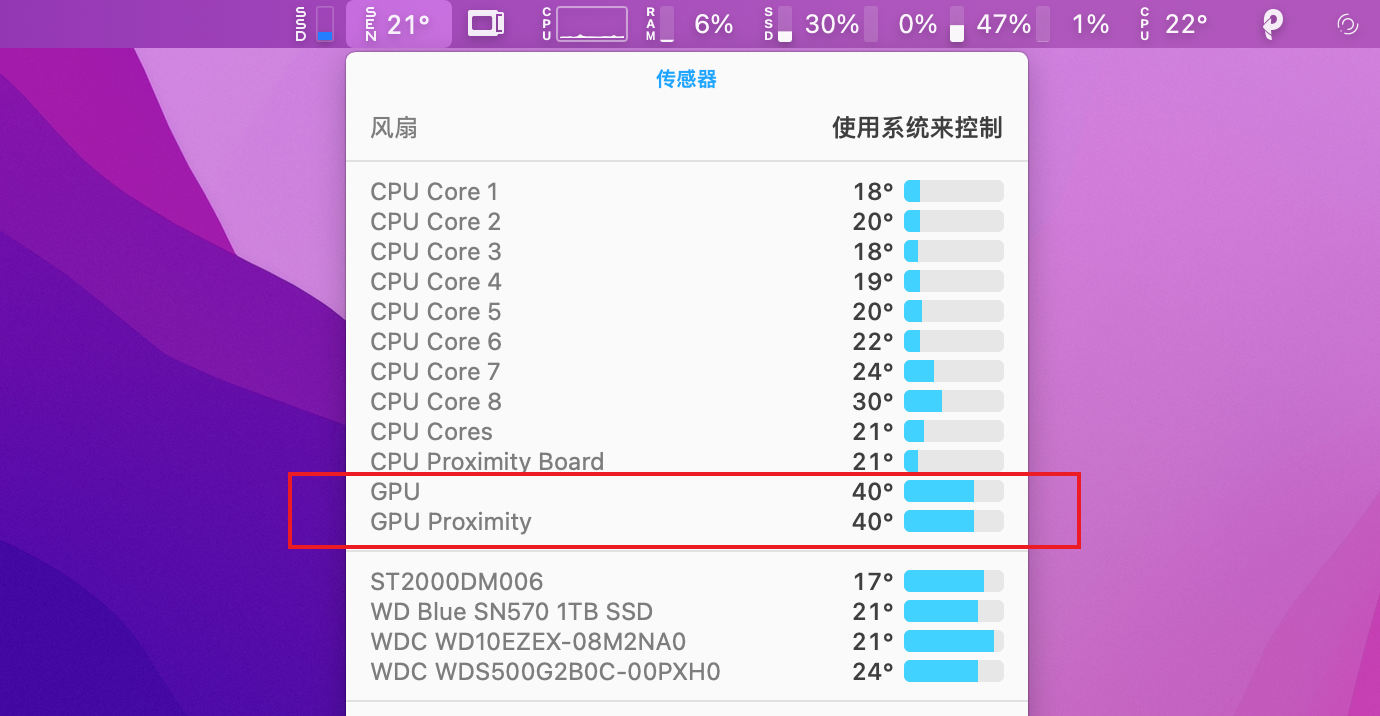 SSD SEN 21° CPU RAM 6% SSD 30% 0% 47% 1% CPU 22°
传感器
风扇 使用系统来控制
CPU Core 1 18°
CPU Core 2 20°
CPU Core 3 18°
CPU Core 4 19°
CPU Core 5 20°
CPU Core 6 22°
CPU Core 7 24°
CPU Core 8 30°
CPU Cores 21°
CPU Proximity Board 21°
GPU 40°
GPU Proximity 40°
ST2000DM006 17°
WD Blue SN570 1TB SSD 21°
WDC WD10EZEX-08M2NA0 21°
WDC WDS500G2B0C-00PXH0 24°